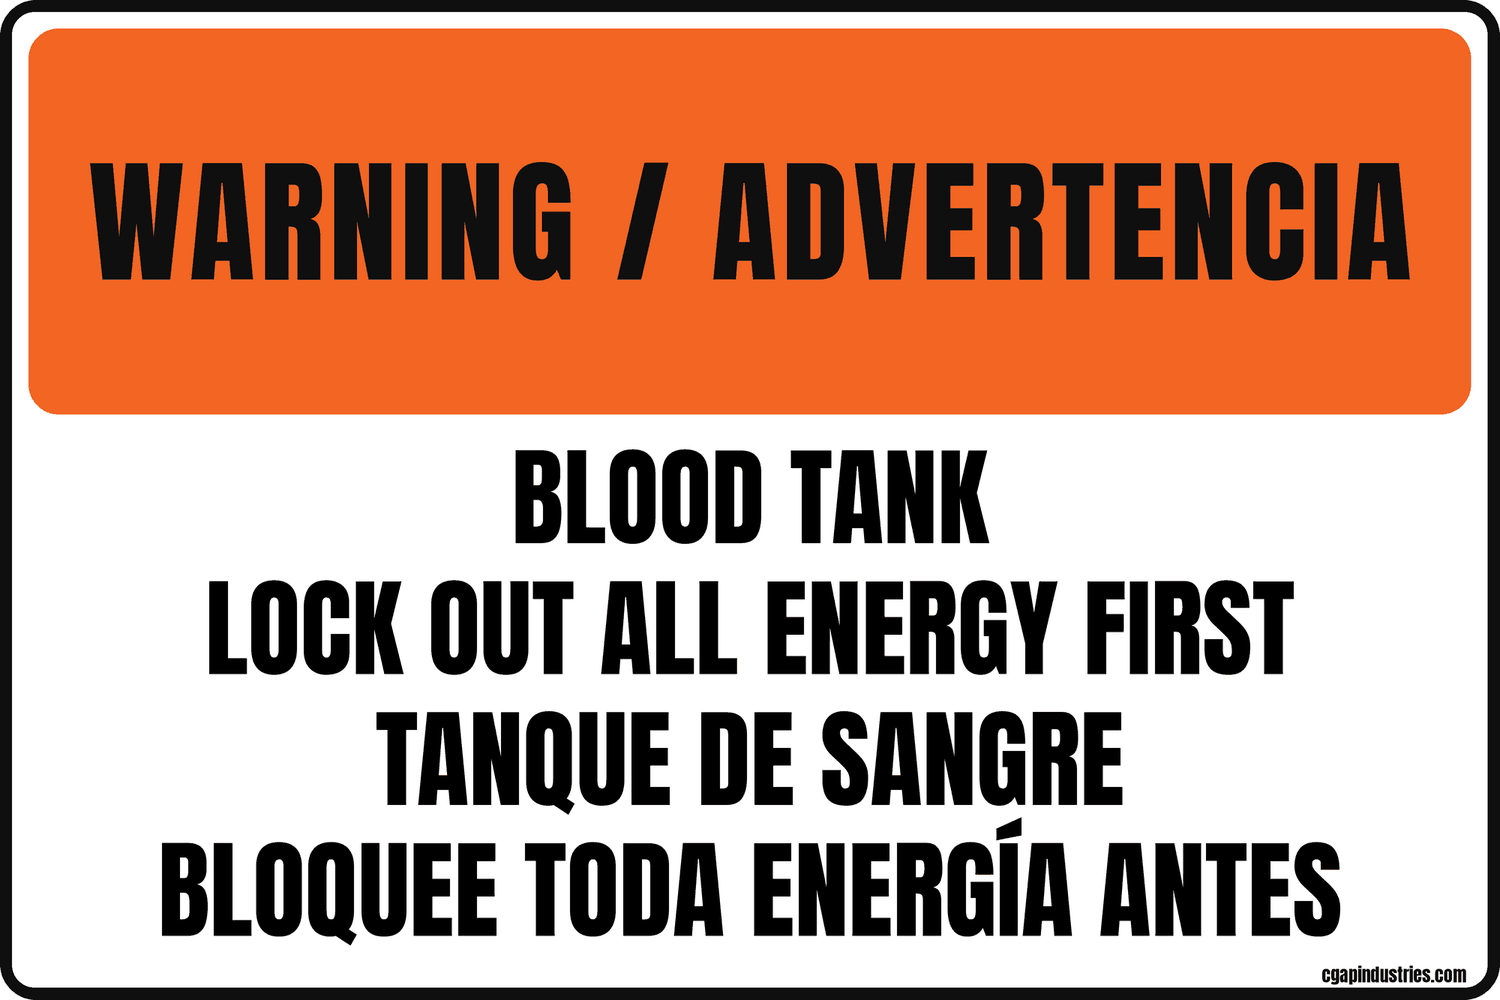 WARNING / ADVERTENCIA
BLOOD TANK
LOCK OUT ALL ENERGY FIRST
TANQUE DE SANGRE
BLOQUEE TODA ENERGÍA ANTES
cgapindustries.com